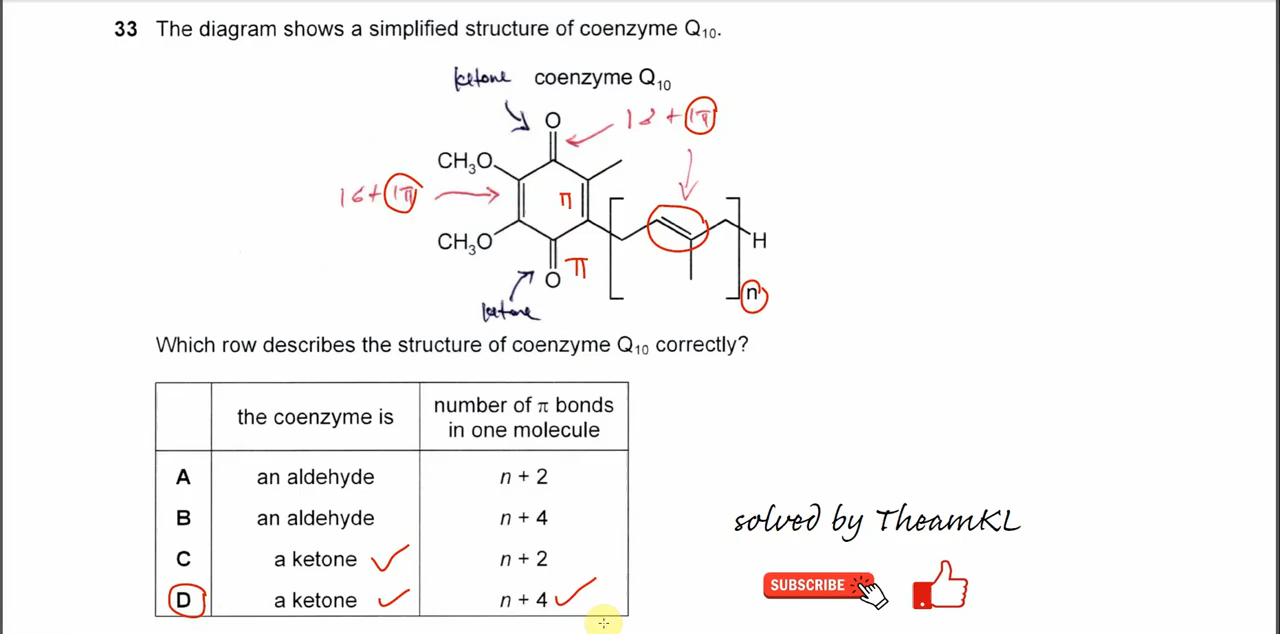 33 The diagram shows a simplified structure of coenzyme Q10.
ketone coenzyme Q10
O 1δ + 1π
CH3O
1δ + 1π π
CH3O H
O π n
ketone
Which row describes the structure of coenzyme Q10 correctly?
the coenzyme is number of π bonds in one molecule
A an aldehyde n + 2
B an aldehyde n + 4
C a ketone n + 2
D a ketone n + 4
solved by TheamKL
SUBSCRIBE